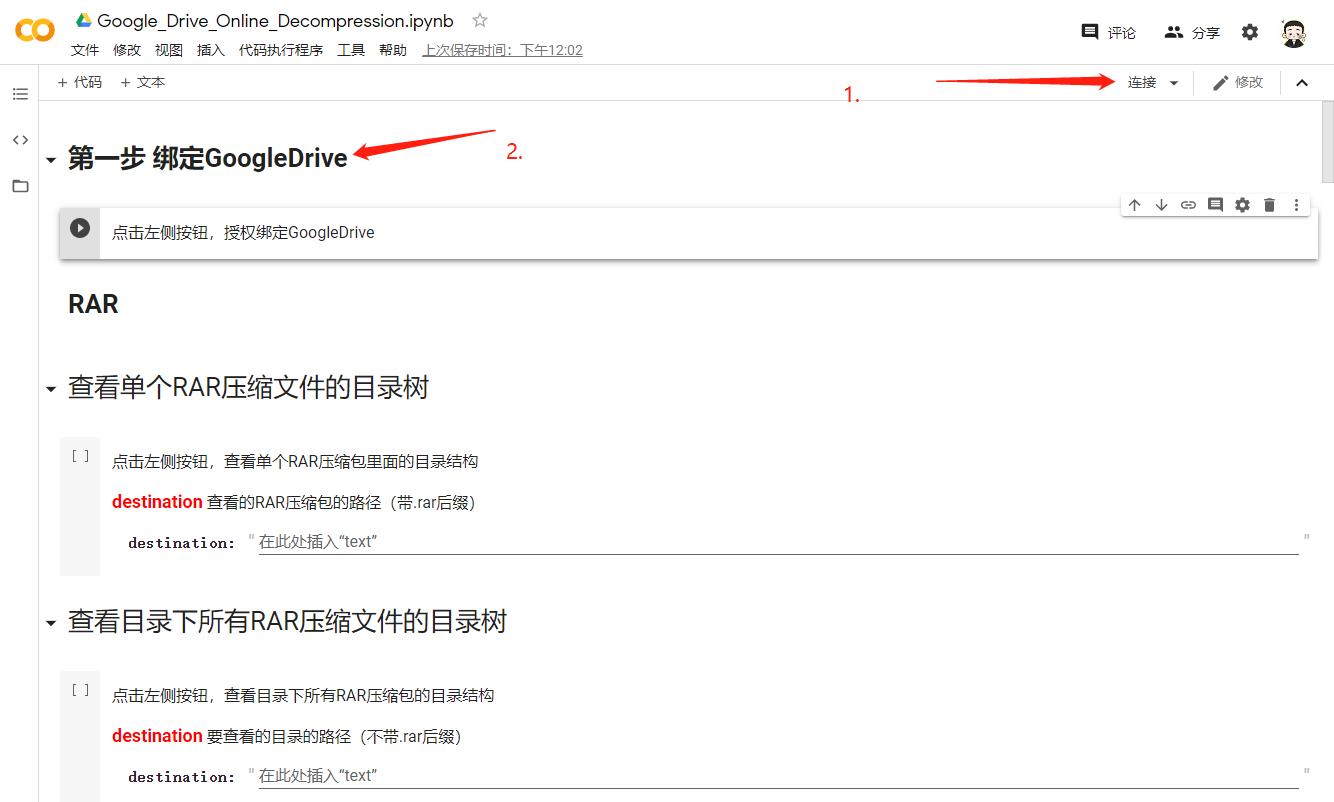 Google_Drive_Online_Decompression.ipynb
评论 分享
文件 修改 视图 插入 代码执行程序 工具 帮助 上次保存时间：下午12:02
+ 代码 + 文本
1.
连接 修改
第一步 绑定GoogleDrive
2.
点击左侧按钮，授权绑定GoogleDrive
RAR
查看单个RAR压缩文件的目录树
[ ] 点击左侧按钮，查看单个RAR压缩包里面的目录结构
destination 查看的RAR压缩包的路径（带.rar后缀）
destination: " 在此处插入“text” "
查看目录下所有RAR压缩文件的目录树
[ ] 点击左侧按钮，查看目录下所有RAR压缩包的目录结构
destination 要查看的目录的路径（不带.rar后缀）
destination: " 在此处插入“text” "